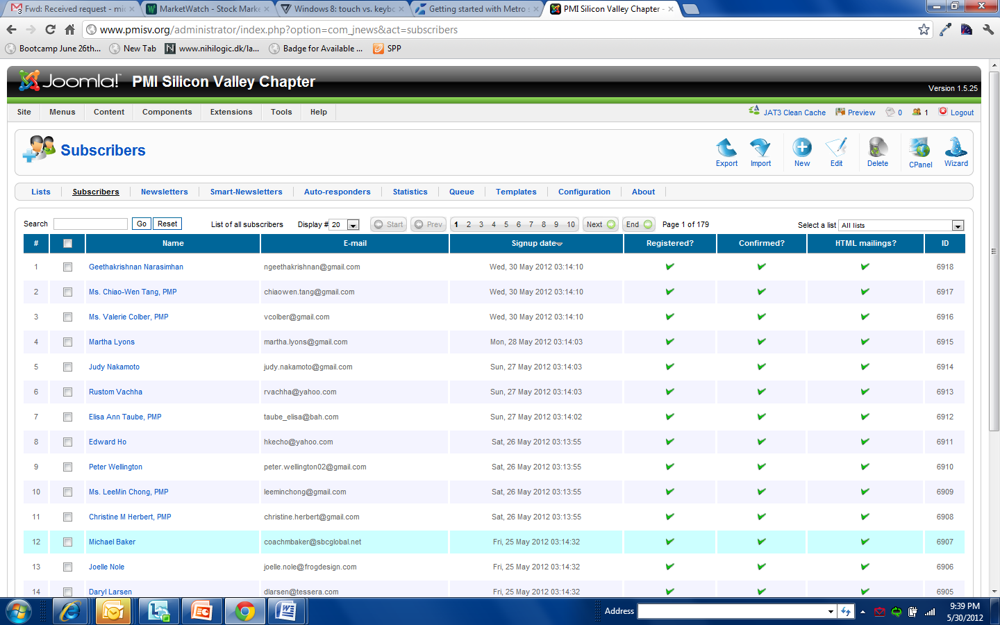 Fwd: Received request - mic
MarketWatch - Stock Marke
Windows 8: touch vs. keybo
Getting started with Metro s
PMI Silicon Valley Chapter -
www.pmisv.org/administrator/index.php?option=com_jnews&act=subscribers
Bootcamp June 26th...
New Tab
www.nihilogic.dk/la...
Badge for Available ...
SPP
Joomla!™ PMI Silicon Valley Chapter
Version 1.5.25
Site Menus Content Components Extensions Tools Help
JAT3 Clean Cache Preview 0 1 Logout
Subscribers
Export Import New Edit Delete CPanel Wizard
Lists Subscribers Newsletters Smart-Newsletters Auto-responders Statistics Queue Templates Configuration About
Search Go Reset List of all subscribers Display # 20 Start Prev 1 2 3 4 5 6 7 8 9 10 Next End Page 1 of 179 Select a list All lists
# Name E-mail Signup date Registered? Confirmed? HTML mailings? ID
1 Geethakrishnan Narasimhan ngeethakrishnan@gmail.com Wed, 30 May 2012 03:14:10 6918
2 Ms. Chiao-Wen Tang, PMP chiaowen.tang@gmail.com Wed, 30 May 2012 03:14:10 6917
3 Ms. Valerie Colber, PMP vcolber@gmail.com Wed, 30 May 2012 03:14:10 6916
4 Martha Lyons martha.lyons@gmail.com Mon, 28 May 2012 03:14:03 6915
5 Judy Nakamoto judy.nakamoto@gmail.com Sun, 27 May 2012 03:14:03 6914
6 Rustom Vachha rvachha@yahoo.com Sun, 27 May 2012 03:14:03 6913
7 Elisa Ann Taube, PMP taube_elisa@bah.com Sun, 27 May 2012 03:14:02 6912
8 Edward Ho hkecho@yahoo.com Sat, 26 May 2012 03:13:55 6911
9 Peter Wellington peter.wellington02@gmail.com Sat, 26 May 2012 03:13:55 6910
10 Ms. LeeMin Chong, PMP leeminchong@gmail.com Sat, 26 May 2012 03:13:55 6909
11 Christine M Herbert, PMP christine.herbert@gmail.com Sat, 26 May 2012 03:13:55 6908
12 Michael Baker coachmbaker@sbcglobal.net Fri, 25 May 2012 03:14:32 6907
13 Joelle Nole joelle.nole@frogdesign.com Fri, 25 May 2012 03:14:32 6906
14 Daryl Larsen dlarsen@tessera.com Fri, 25 May 2012 03:14:32 6905
Address
9:39 PM
5/30/2012